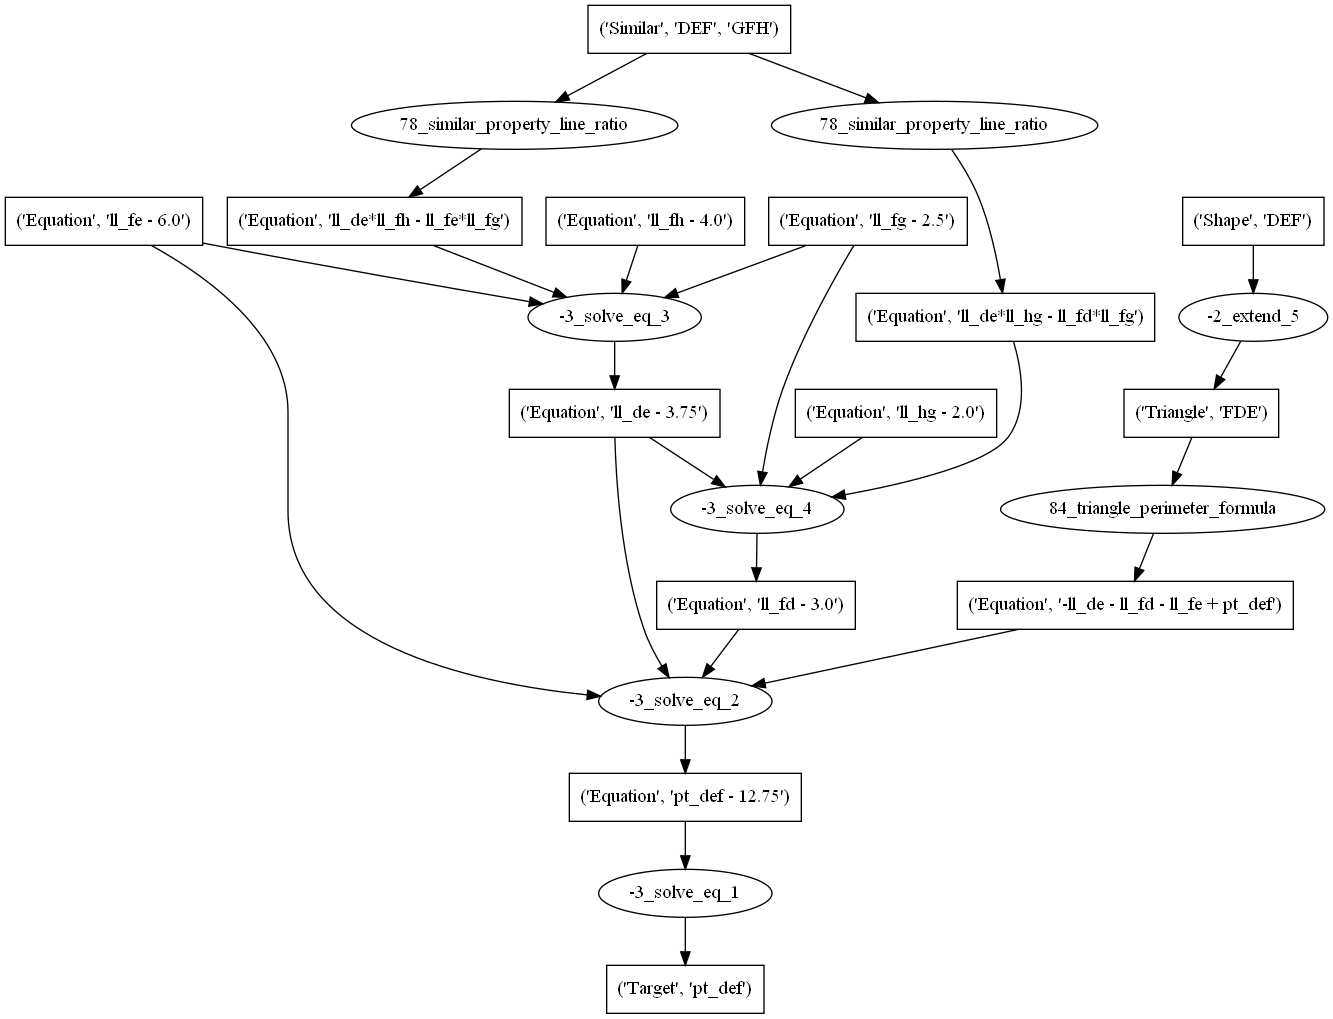 ('Similar', 'DEF', 'GFH')
78_similar_property_line_ratio
78_similar_property_line_ratio
('Equation', 'll_fe - 6.0')
('Equation', 'll_de*ll_fh - ll_fe*ll_fg')
('Equation', 'll_fh - 4.0')
('Equation', 'll_fg - 2.5')
('Shape', 'DEF')
-3_solve_eq_3
('Equation', 'll_de*ll_hg - ll_fd*ll_fg')
-2_extend_5
('Equation', 'll_de - 3.75')
('Equation', 'll_hg - 2.0')
('Triangle', 'FDE')
-3_solve_eq_4
84_triangle_perimeter_formula
('Equation', 'll_fd - 3.0')
('Equation', '-ll_de - ll_fd - ll_fe + pt_def')
-3_solve_eq_2
('Equation', 'pt_def - 12.75')
-3_solve_eq_1
('Target', 'pt_def')